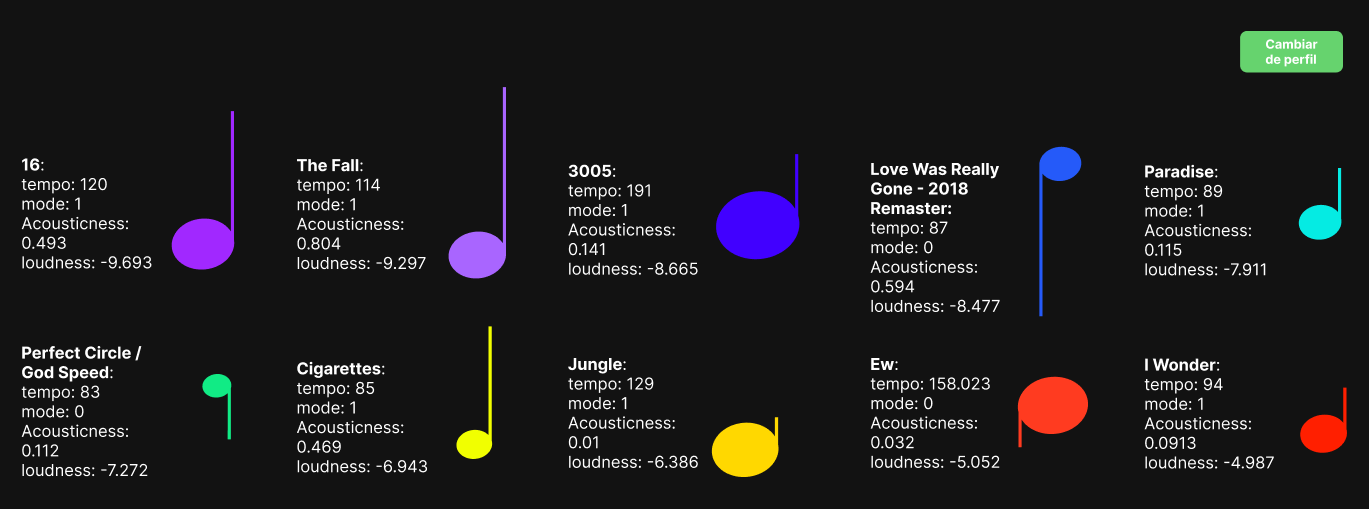 Cambiar
de perfil
16:
tempo: 120
mode: 1
Acousticness:
0.493
loudness: -9.693
The Fall:
tempo: 114
mode: 1
Acousticness:
0.804
loudness: -9.297
3005:
tempo: 191
mode: 1
Acousticness:
0.141
loudness: -8.665
Love Was Really
Gone - 2018
Remaster:
tempo: 87
mode: 0
Acousticness:
0.594
loudness: -8.477
Paradise:
tempo: 89
mode: 1
Acousticness:
0.115
loudness: -7.911
Perfect Circle /
God Speed:
tempo: 83
mode: 0
Acousticness:
0.112
loudness: -7.272
Cigarettes:
tempo: 85
mode: 1
Acousticness:
0.469
loudness: -6.943
Jungle:
tempo: 129
mode: 1
Acousticness:
0.01
loudness: -6.386
Ew:
tempo: 158.023
mode: 0
Acousticness:
0.032
loudness: -5.052
I Wonder:
tempo: 94
mode: 1
Acousticness:
0.0913
loudness: -4.987